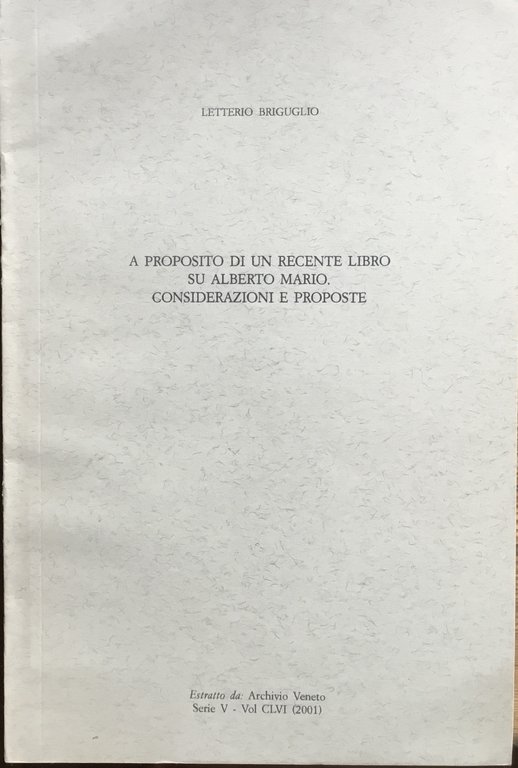 LETTERIO BRIGUGLIO
A PROPOSITO DI UN RECENTE LIBRO
SU ALBERTO MARIO.
CONSIDERAZIONI E PROPOSTE
Estratto da: Archivio Veneto
Serie V - Vol CLVI (2001)